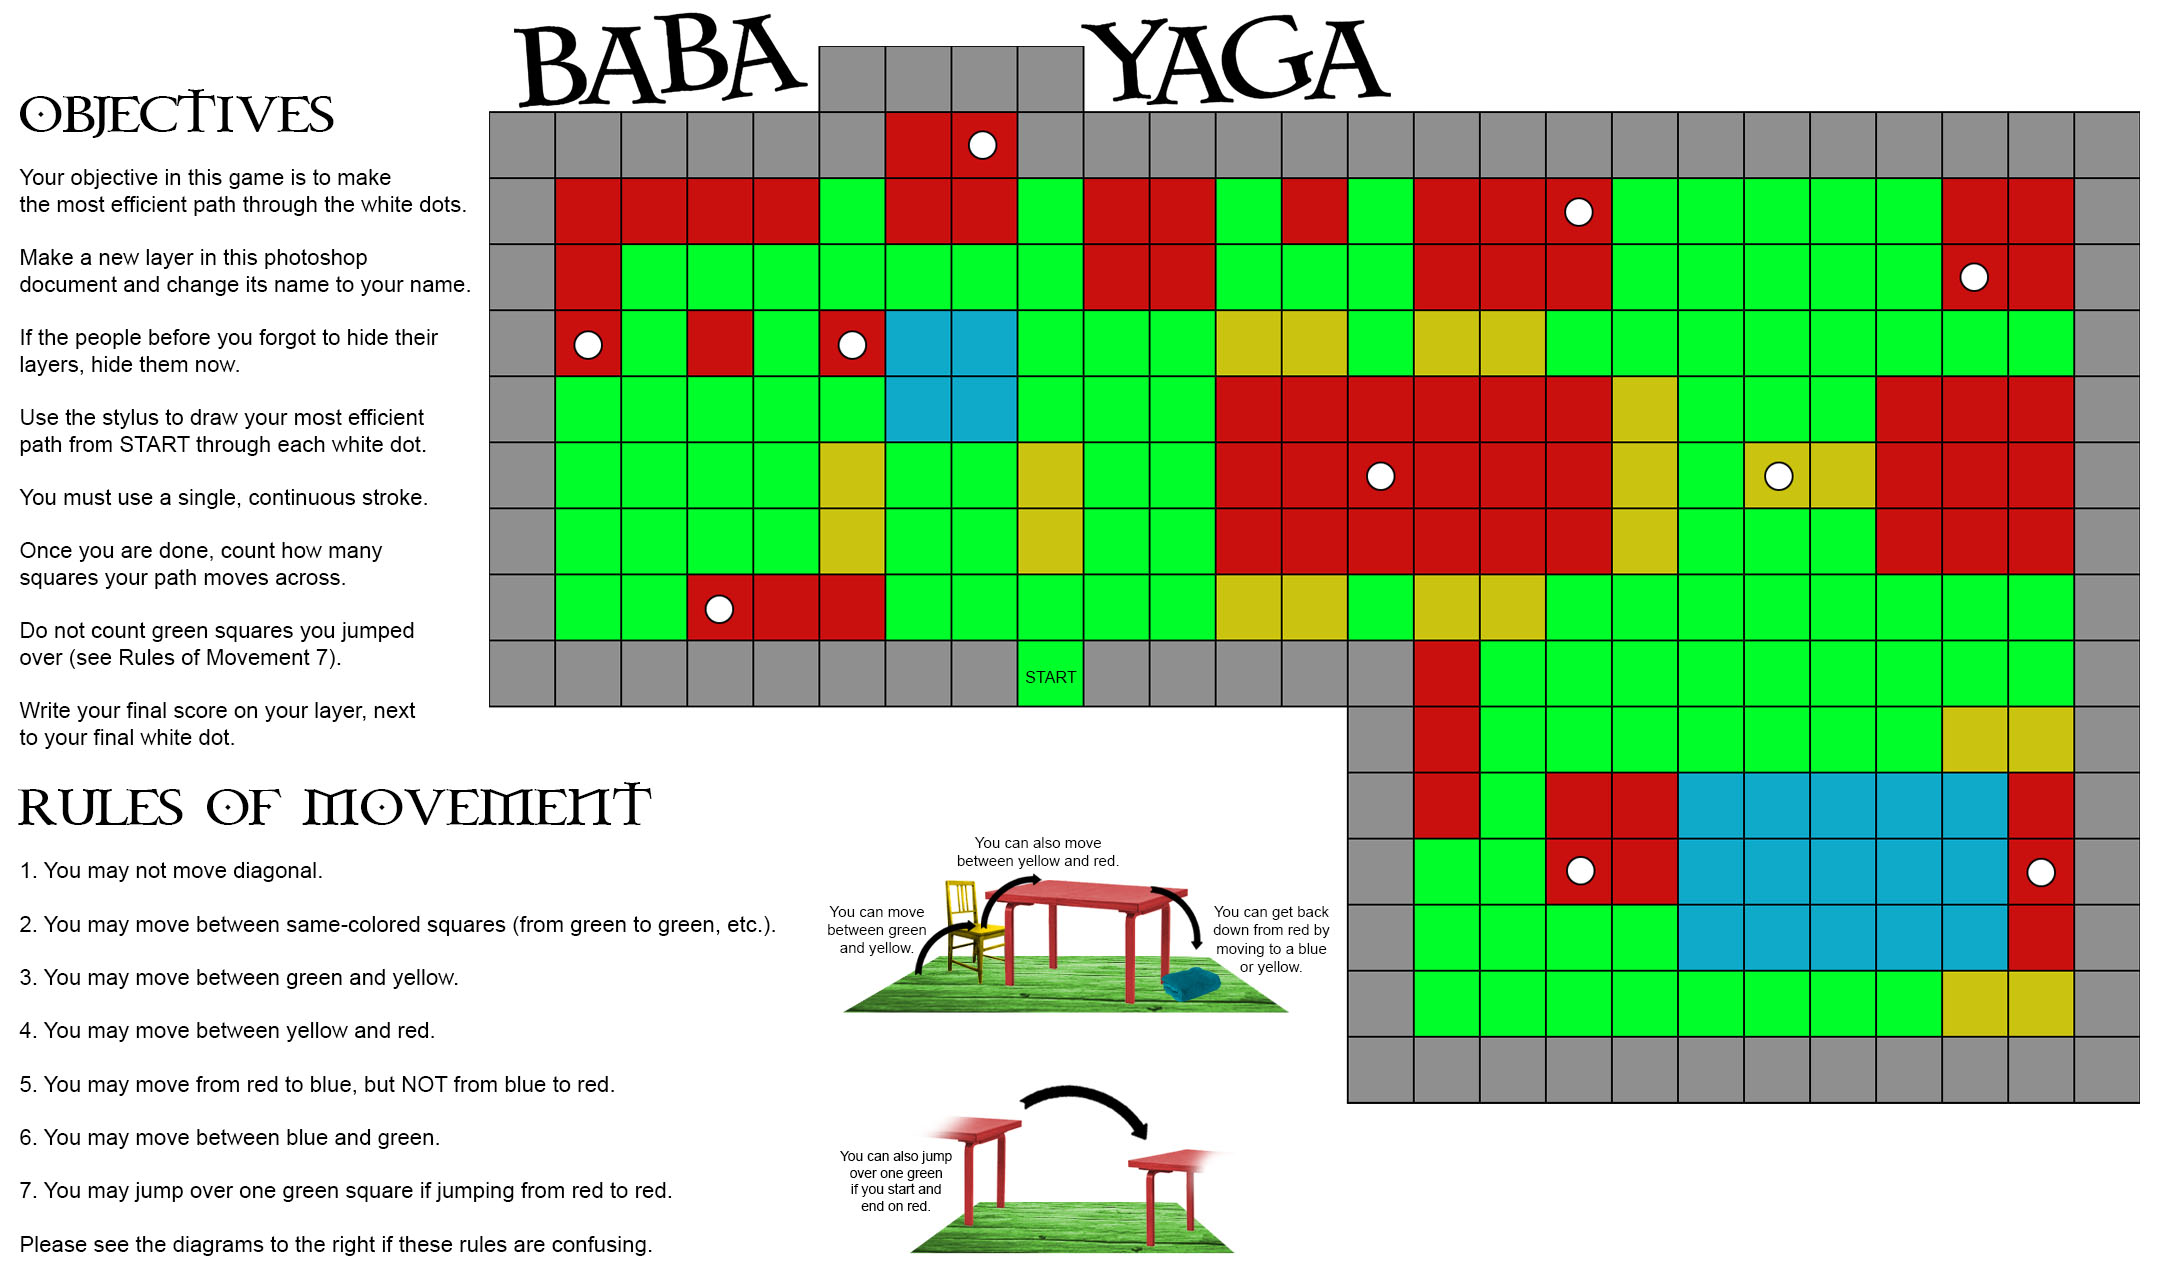 BABA YAGA
OBJECTIVES
Your objective in this game is to make
the most efficient path through the white dots.
Make a new layer in this photoshop
document and change its name to your name.
If the people before you forgot to hide their
layers, hide them now.
Use the stylus to draw your most efficient
path from START through each white dot.
You must use a single, continuous stroke.
Once you are done, count how many
squares your path moves across.
Do not count green squares you jumped
over (see Rules of Movement 7).
Write your final score on your layer, next
to your final white dot.
START
RULES OF MOVEMENT
1. You may not move diagonal.
2. You may move between same-colored squares (from green to green, etc.).
3. You may move between green and yellow.
4. You may move between yellow and red.
5. You may move from red to blue, but NOT from blue to red.
6. You may move between blue and green.
7. You may jump over one green square if jumping from red to red.
Please see the diagrams to the right if these rules are confusing.
You can also move
between yellow and red.
You can move
between green
and yellow.
You can get back
down from red by
moving to a blue
or yellow.
You can also jump
over one green
if you start and
end on red.